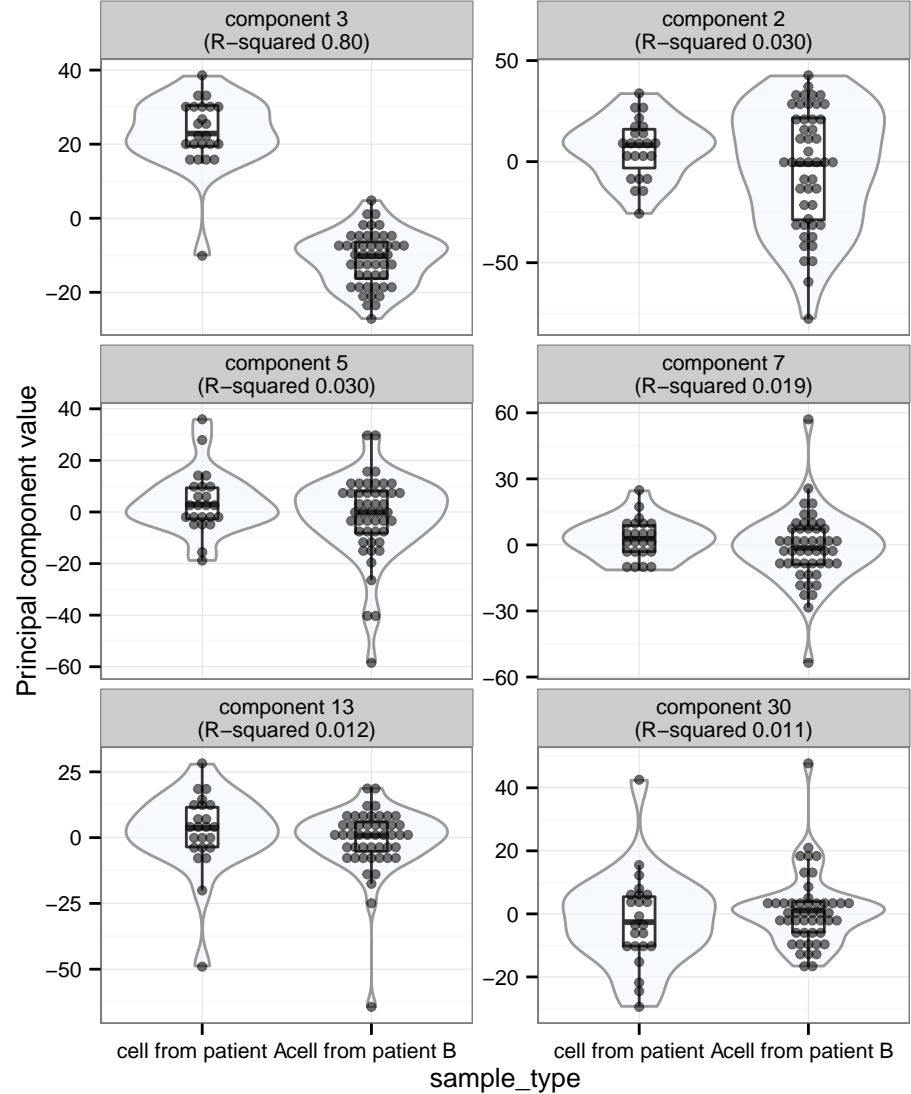 component 3
(R−squared 0.80)
component 2
(R−squared 0.030)
40
20
0
−20
50
0
−50
component 5
(R−squared 0.030)
component 7
(R−squared 0.019)
40
20
0
−20
−40
−60
60
30
0
−30
−60
component 13
(R−squared 0.012)
component 30
(R−squared 0.011)
25
0
−25
−50
40
20
0
−20
Principal component value
cell from patient A
cell from patient B
cell from patient A
cell from patient B
sample_type